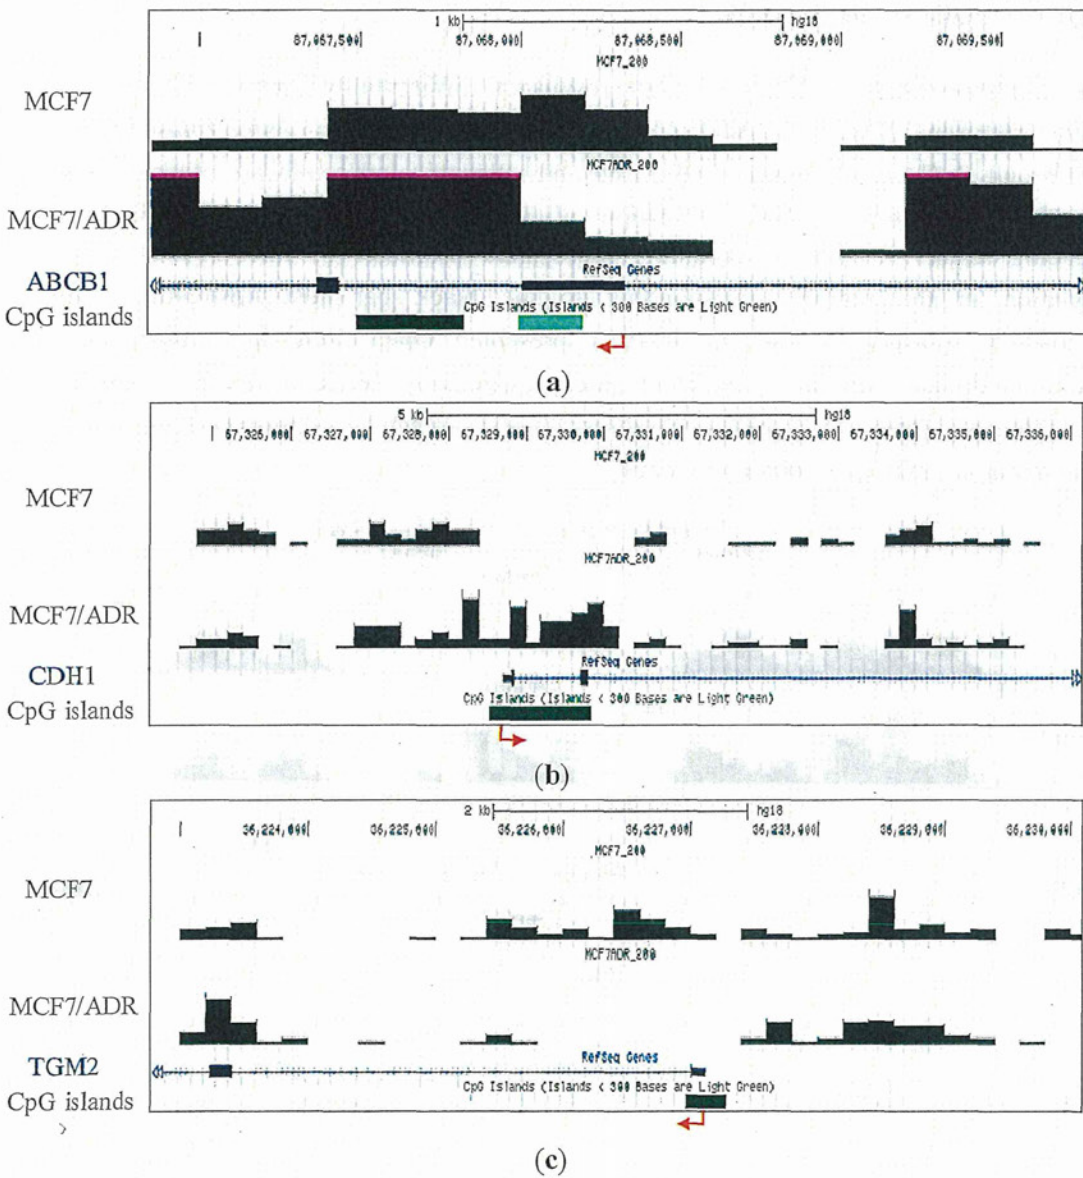 1 kb hg18
87,067,500| 87,068,000| 87,068,500| 87,069,000| 87,069,500|
MCF7_200
MCF7
MCF7ADR_200
MCF7/ADR
RefSeq Genes
ABCB1
CpG Islands (Islands < 300 Bases are Light Green)
CpG islands
(a)
5 kb hg18
67,326,000| 67,327,000| 67,328,000| 67,329,000| 67,330,000| 67,331,000| 67,332,000| 67,333,000| 67,334,000| 67,335,000| 67,336,000|
MCF7_200
MCF7
MCF7ADR_200
MCF7/ADR
RefSeq Genes
CDH1
CpG Islands (Islands < 300 Bases are Light Green)
CpG islands
(b)
2 kb hg18
36,224,000| 36,225,000| 36,226,000| 36,227,000| 36,229,000| 36,230,000|
MCF7_200
MCF7
MCF7ADR_200
MCF7/ADR
RefSeq Genes
TGM2
CpG Islands (Islands < 300 Bases are Light Green)
CpG islands
(c)